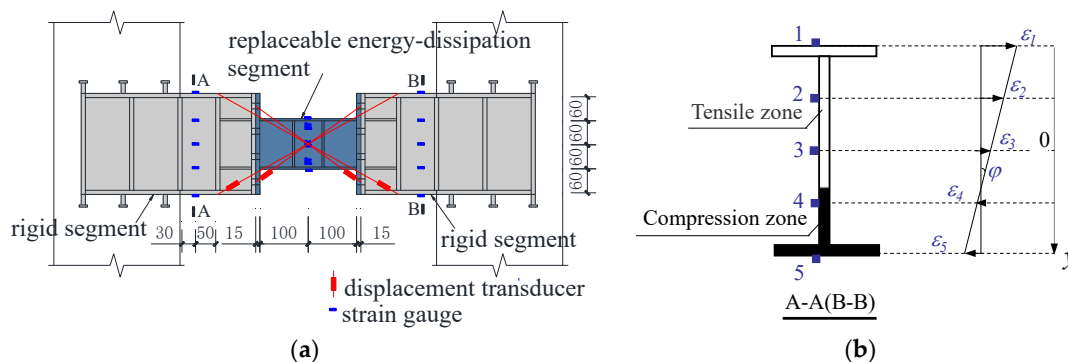 replaceable energy-dissipation
segment
A
B
60
60
60
60
A
B
rigid segment
rigid segment
30
50
15
100
100
15
displacement transducer
strain gauge
(a)
1
ε1
2
ε2
Tensile zone
3
ε3
0
φ
4
ε4
Compression zone
ε5
y
5
A-A(B-B)
(b)